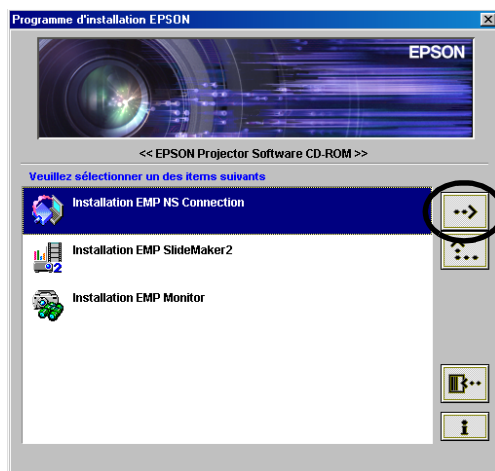 Programme d'installation EPSON
EPSON
<< EPSON Projector Software CD-ROM >>
Veuillez sélectionner un des items suivants
Installation EMP NS Connection
Installation EMP SlideMaker2
Installation EMP Monitor